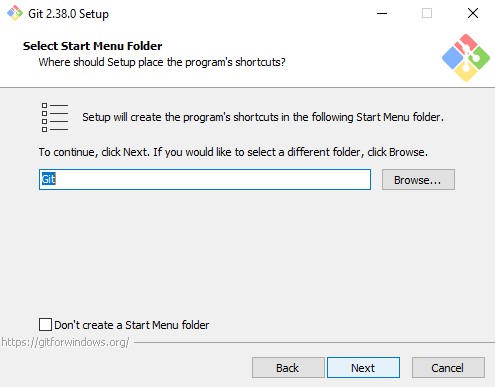 Git 2.38.0 Setup
Select Start Menu Folder
Where should Setup place the program's shortcuts?
Setup will create the program's shortcuts in the following Start Menu folder.
To continue, click Next. If you would like to select a different folder, click Browse.
Git
Browse...
Don't create a Start Menu folder
https://gitforwindows.org/
Back
Next
Cancel